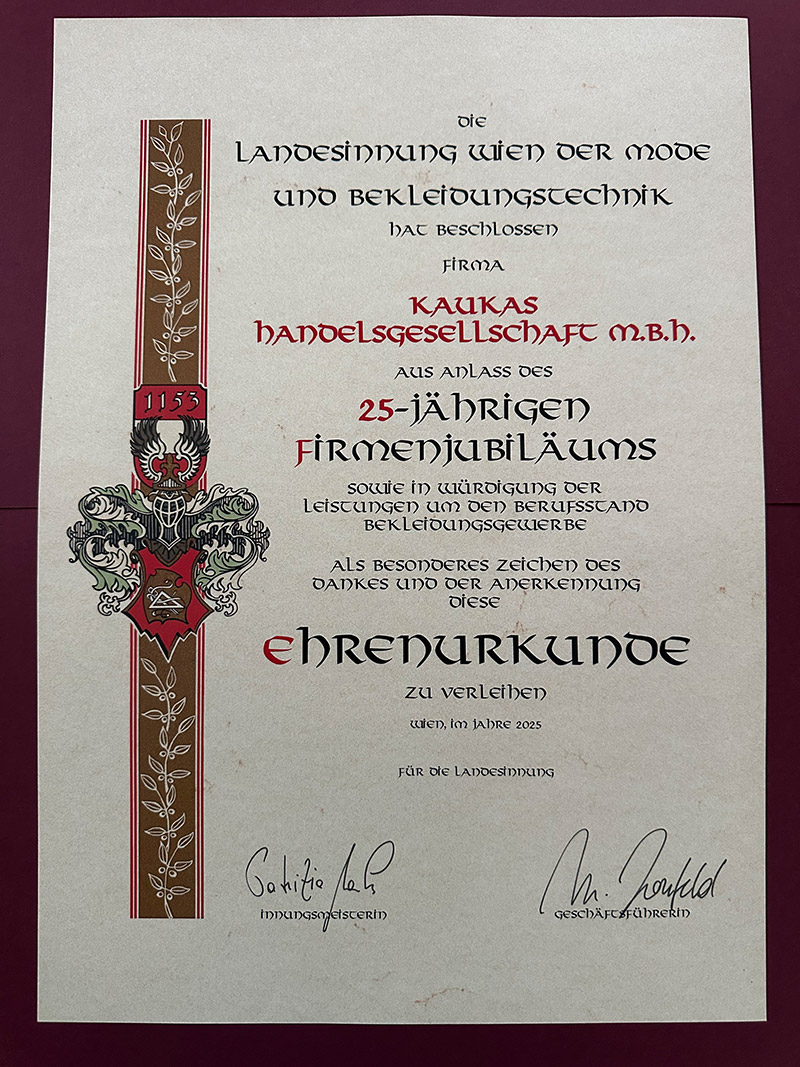 die
Landesinnung Wien der Mode
und Bekleidungstechnik
hat beschlossen
Firma
Kaukas
Handelsgesellschaft m.b.H.
aus Anlass des
25-jährigen
Firmenjubiläums
1153
sowie in Würdigung der
Leistungen um den Berufsstand
Bekleidungsgewerbe
als besonderes Zeichen des
Dankes und der Anerkennung
diese
Ehrenurkunde
zu verleihen
Wien, im Jahre 2025
für die Landesinnung
Patrizia
M.
Innungsmeisterin
Geschäftsführerin